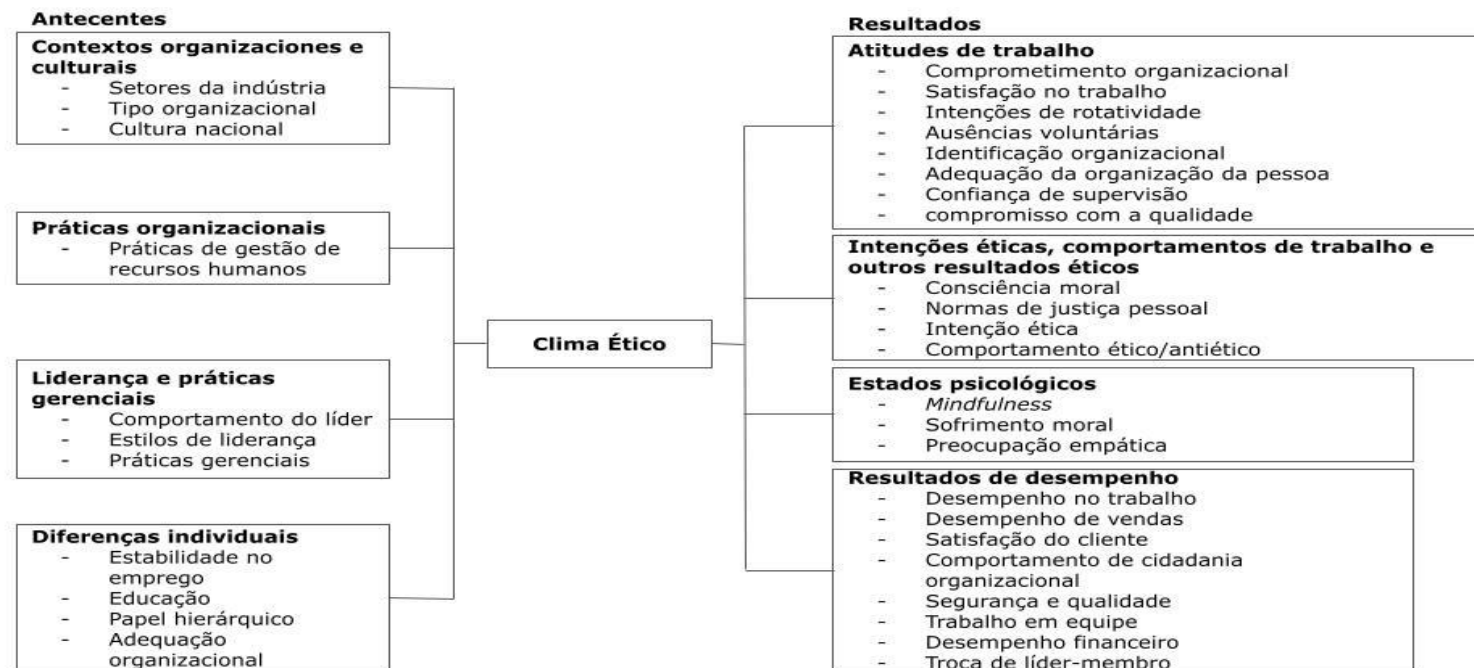 Antecentes
Contextos organizaciones e
culturais
- Setores da indústria
- Tipo organizacional
- Cultura nacional
Práticas organizacionais
- Práticas de gestão de
recursos humanos
Liderança e práticas
gerenciais
- Comportamento do líder
- Estilos de liderança
- Práticas gerenciais
Diferenças individuais
- Estabilidade no
emprego
- Educação
- Papel hierárquico
- Adequação
organizacional
Clima Ético
Resultados
Atitudes de trabalho
- Comprometimento organizacional
- Satisfação no trabalho
- Intenções de rotatividade
- Ausências voluntárias
- Identificação organizacional
- Adequação da organização da pessoa
- Confiança de supervisão
- compromisso com a qualidade
Intenções éticas, comportamentos de trabalho e
outros resultados éticos
- Consciência moral
- Normas de justiça pessoal
- Intenção ética
- Comportamento ético/antiético
Estados psicológicos
- Mindfulness
- Sofrimento moral
- Preocupação empática
Resultados de desempenho
- Desempenho no trabalho
- Desempenho de vendas
- Satisfação do cliente
- Comportamento de cidadania
organizacional
- Segurança e qualidade
- Trabalho em equipe
- Desempenho financeiro
- Troca de líder-membro